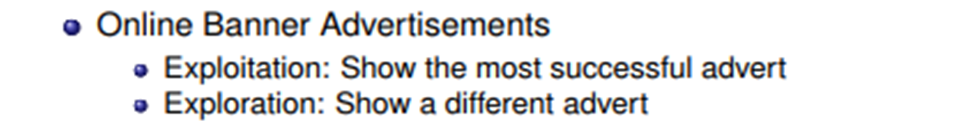 Online Banner Advertisements
Exploitation: Show the most successful advert
Exploration: Show a different advert